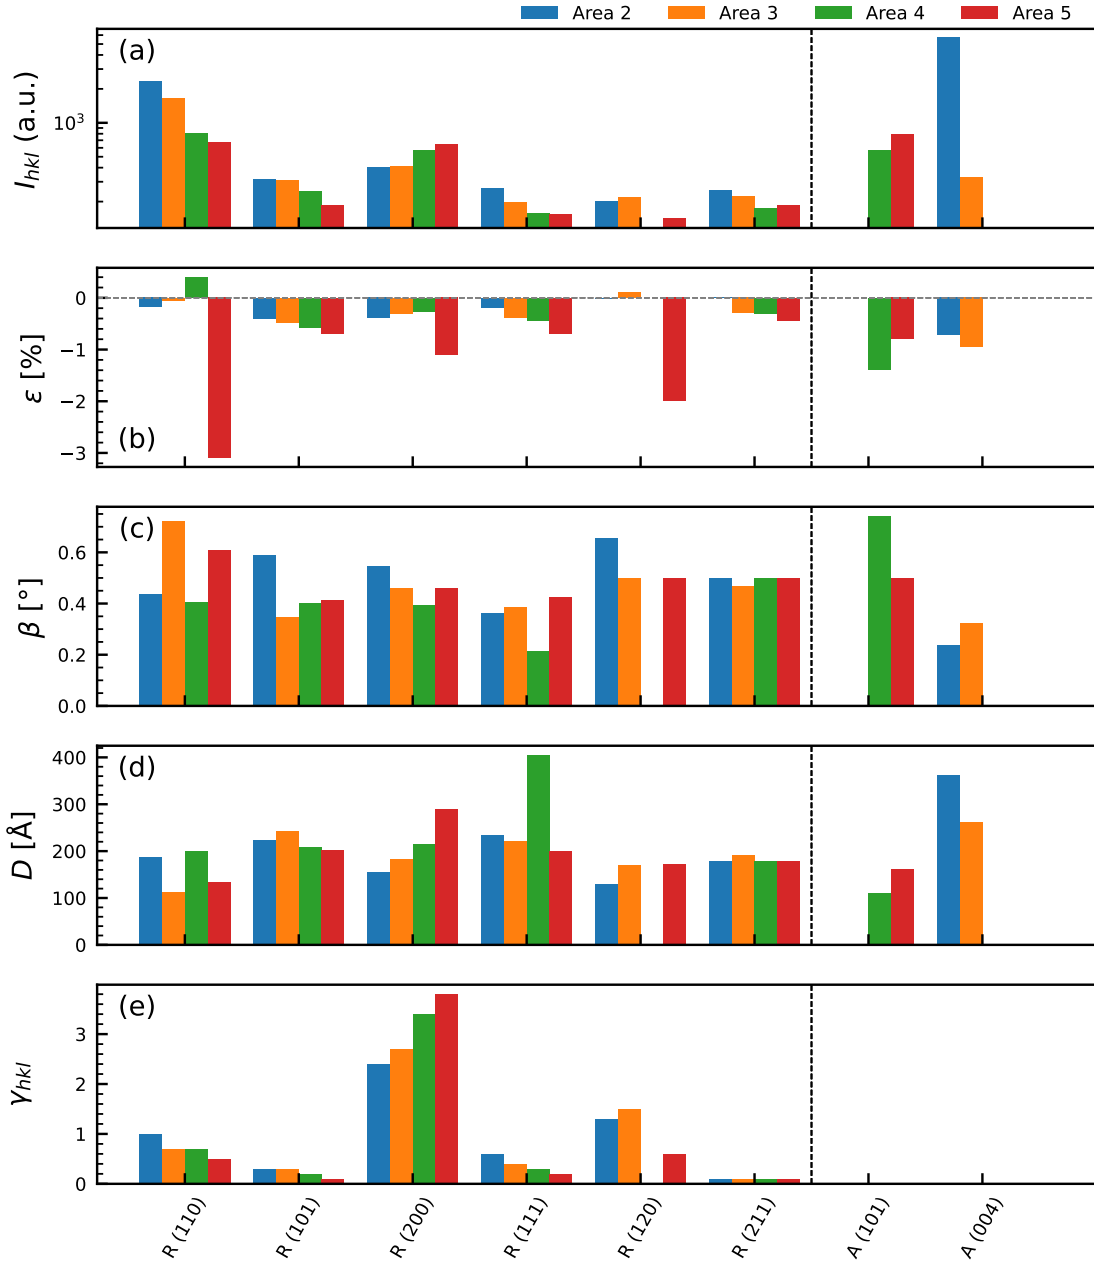 Area 2 Area 3 Area 4 Area 5
(a)
I_hkl (a.u.)
10^3
(b)
ε [%]
0
−1
−2
−3
(c)
β [°]
0.6
0.4
0.2
0.0
(d)
D [Å]
400
300
200
100
0
(e)
γ_hkl
3
2
1
0
R (110) R (101) R (200) R (111) R (120) R (211) A (101) A (004)